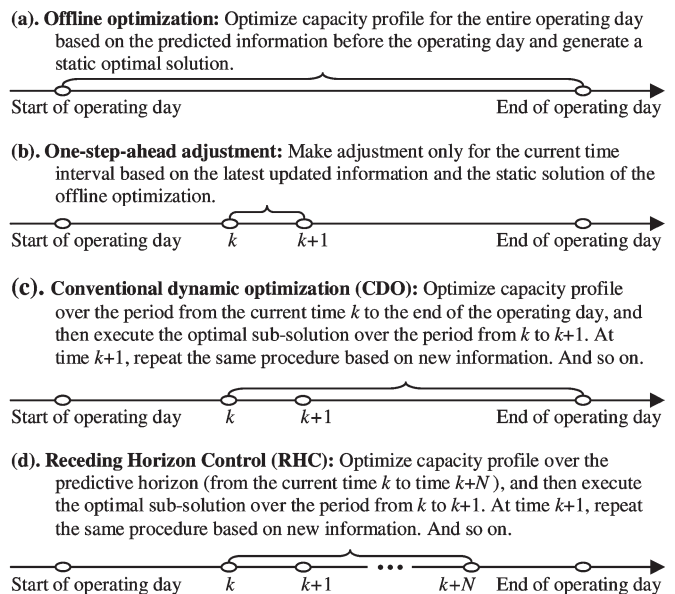 (a). Offline optimization: Optimize capacity profile for the entire operating day
based on the predicted information before the operating day and generate a
static optimal solution.
Start of operating day End of operating day
(b). One-step-ahead adjustment: Make adjustment only for the current time
interval based on the latest updated information and the static solution of the
offline optimization.
Start of operating day k k+1 End of operating day
(c). Conventional dynamic optimization (CDO): Optimize capacity profile
over the period from the current time k to the end of the operating day, and
then execute the optimal sub-solution over the period from k to k+1. At
time k+1, repeat the same procedure based on new information. And so on.
Start of operating day k k+1 End of operating day
(d). Receding Horizon Control (RHC): Optimize capacity profile over the
predictive horizon (from the current time k to time k+N), and then execute
the optimal sub-solution over the period from k to k+1. At time k+1, repeat
the same procedure based on new information. And so on.
Start of operating day k k+1 ••• k+N End of operating day